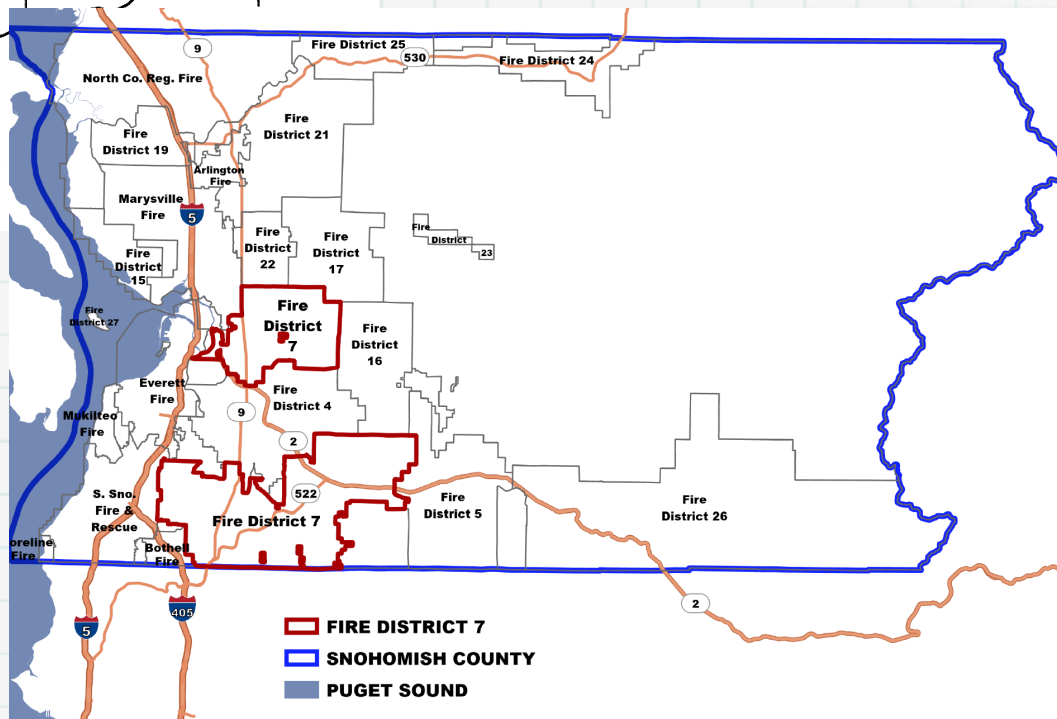 Fire District 25
9
530
Fire District 24
North Co. Reg. Fire
Fire
District 21
Fire
District 19
Arlington
Fire
Marysville
Fire
5
Fire
District
22
Fire
District
17
Fire
District
23
Fire
District
15
Fire
District 27
Fire
District
7
Fire
District
16
Everett
Fire
Fire
District 4
9
Mukilteo
Fire
2
S. Sno.
Fire &
Rescue
522
Fire District 7
Fire
District 5
Fire
District 26
oreline
Fire
Bothell
Fire
2
405
5
FIRE DISTRICT 7
SNOHOMISH COUNTY
PUGET SOUND